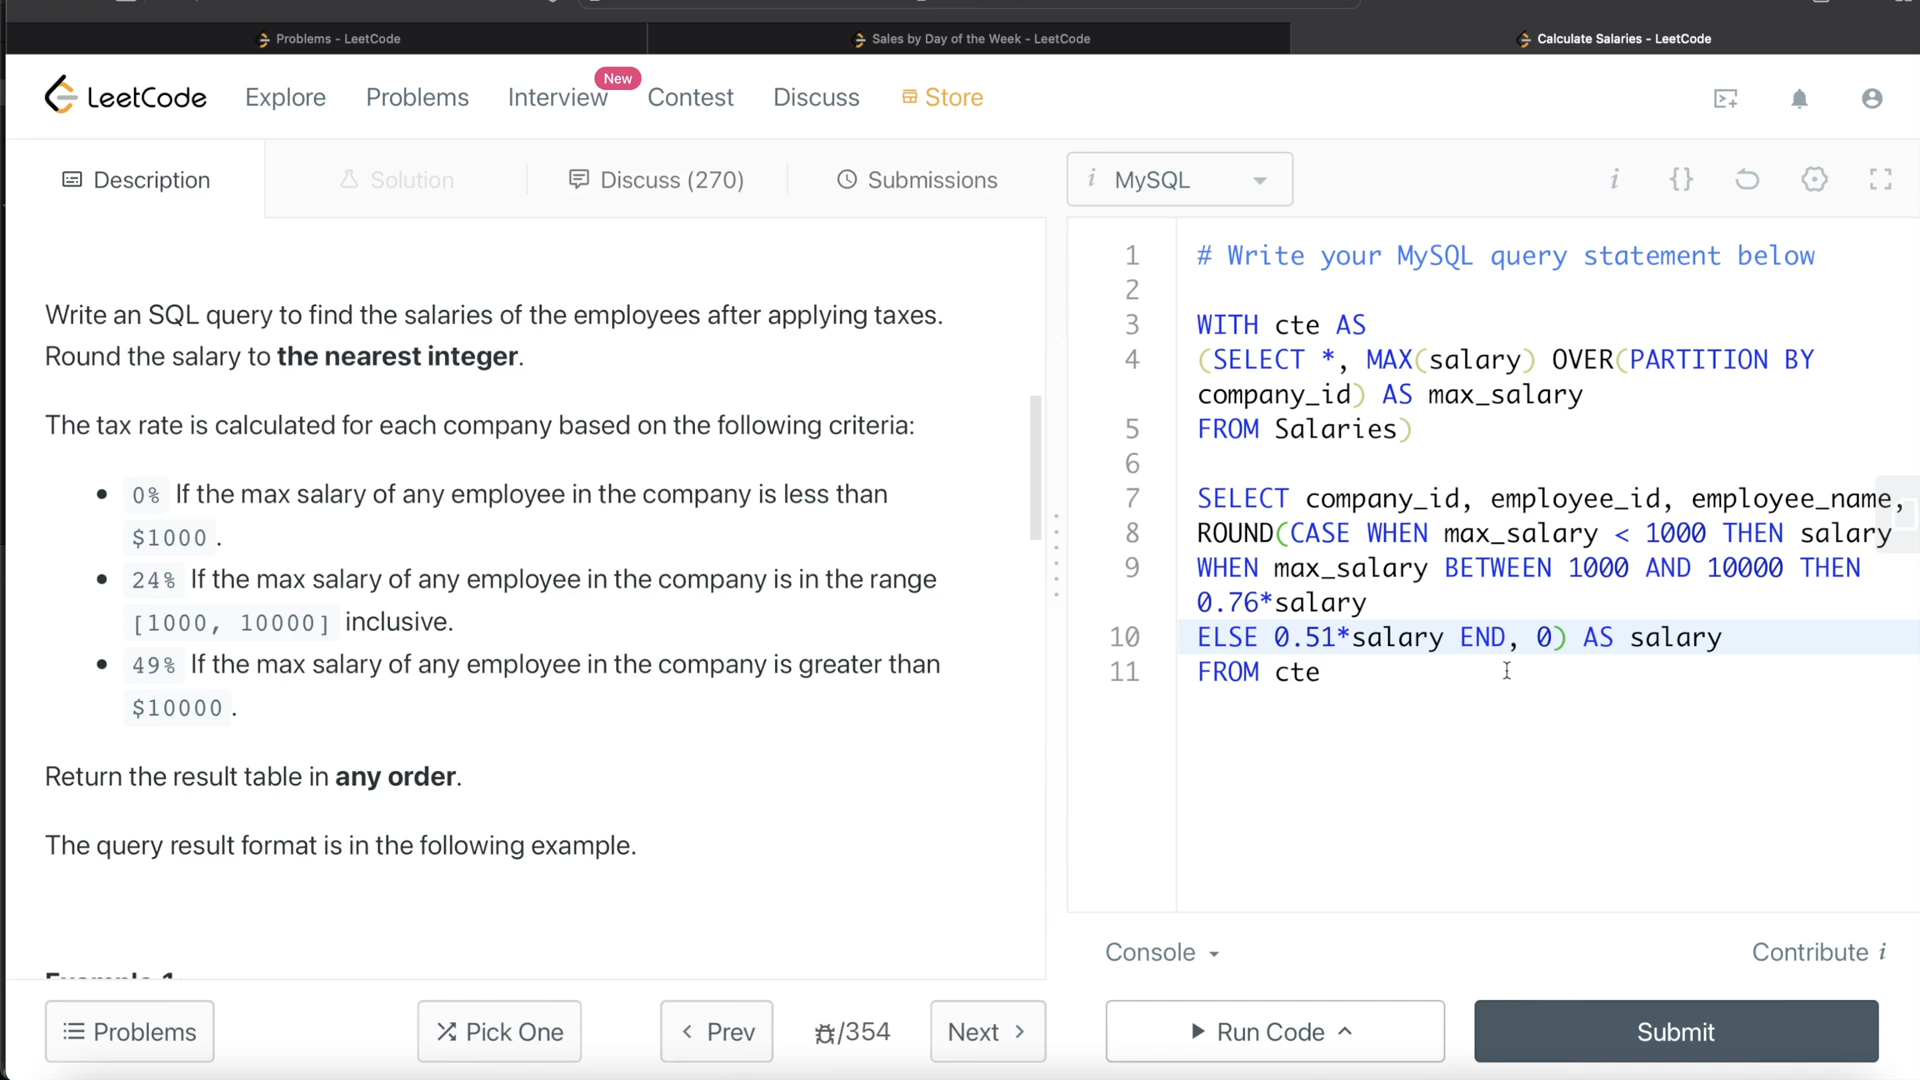 Problems - LeetCode
Sales by Day of the Week - LeetCode
Calculate Salaries - LeetCode
LeetCode
Explore
Problems
Interview
New
Contest
Discuss
Store
Description
Solution
Discuss (270)
Submissions
i MySQL
i
{}
Write an SQL query to find the salaries of the employees after applying taxes.
Round the salary to the nearest integer.
The tax rate is calculated for each company based on the following criteria:
• 0% If the max salary of any employee in the company is less than
$1000 .
• 24% If the max salary of any employee in the company is in the range
[1000, 10000] inclusive.
• 49% If the max salary of any employee in the company is greater than
$10000 .
Return the result table in any order.
The query result format is in the following example.
Example 1:
1 # Write your MySQL query statement below
2
3 WITH cte AS
4 (SELECT *, MAX(salary) OVER(PARTITION BY
company_id) AS max_salary
5 FROM Salaries)
6
7 SELECT company_id, employee_id, employee_name,
8 ROUND(CASE WHEN max_salary < 1000 THEN salary
9 WHEN max_salary BETWEEN 1000 AND 10000 THEN
0.76*salary
10 ELSE 0.51*salary END, 0) AS salary
11 FROM cte
Console
Contribute i
Problems
Pick One
< Prev
/354
Next >
Run Code
Submit